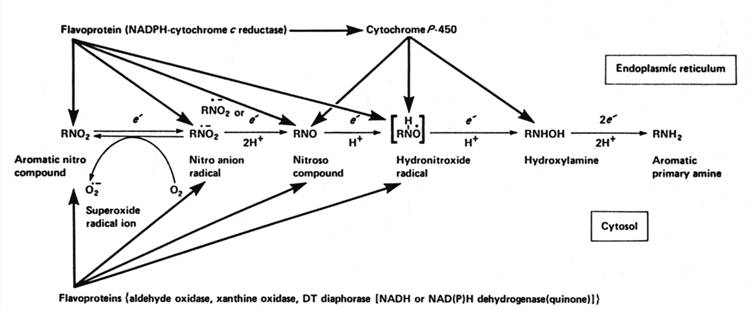 Flavoprotein (NADPH-cytochrome c reductase) Cytochrome P-450
Endoplasmic reticulum
RNO₂•̄ or
e⁻ e⁻ e⁻ e⁻ 2e⁻
RNO₂ RNO₂•̄ RNO [RNO•] RNHOH RNH₂
H
2H⁺ H⁺ H⁺ 2H⁺
Aromatic nitro Nitro anion Nitroso Hydronitroxide Hydroxylamine Aromatic
compound radical compound radical primary amine
O₂•̄ O₂
Superoxide
radical ion
Cytosol
Flavoproteins {aldehyde oxidase, xanthine oxidase, DT diaphorase [NADH or NAD(P)H dehydrogenase(quinone)]}